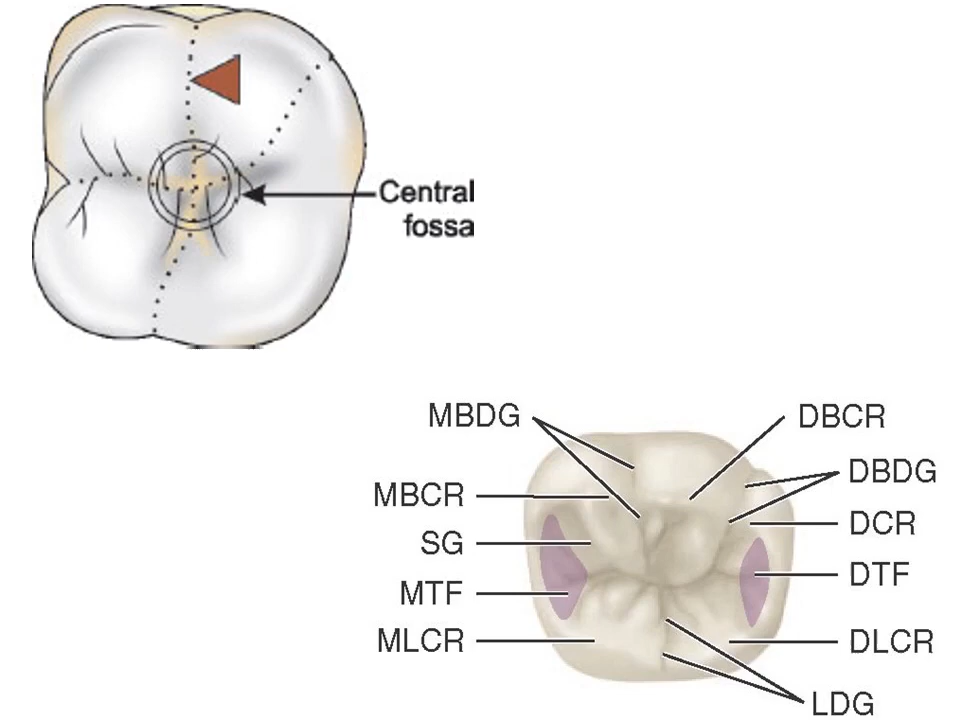 Central
fossa
MBDG
DBCR
DBDG
MBCR
DCR
SG
DTF
MTF
MLCR
DLCR
LDG